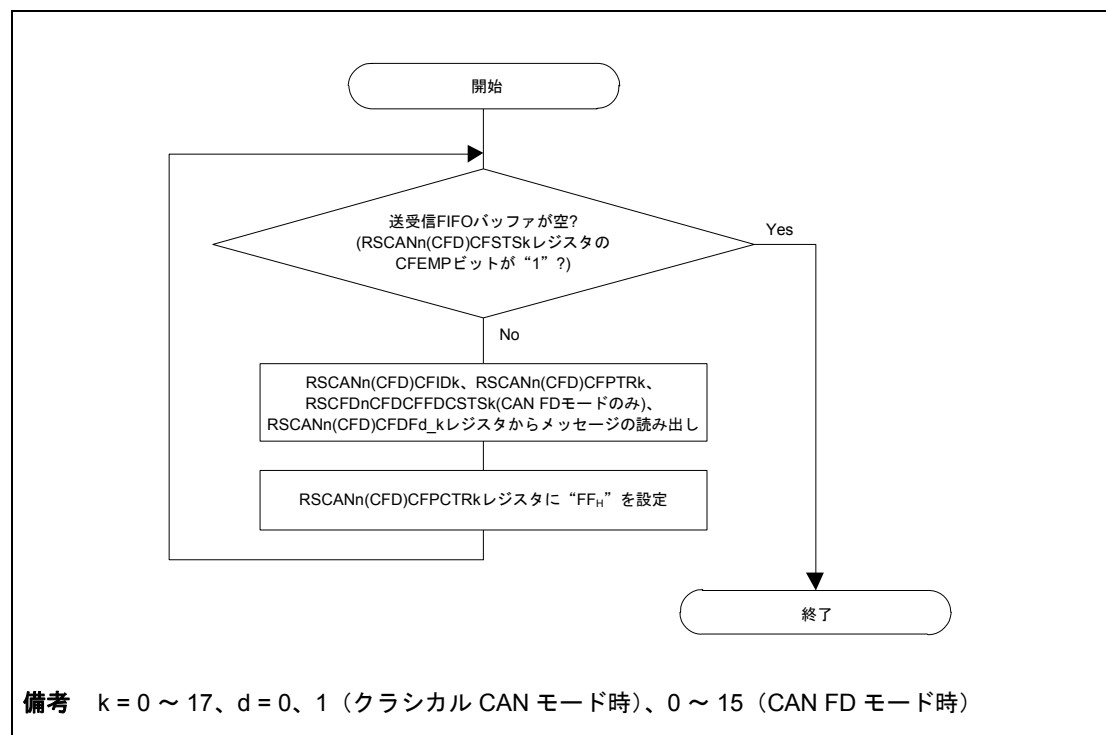 開始
送受信FIFOバッファが空?
(RSCANn(CFD)CFSTSkレジスタの
CFEMPビットが“1”?)
Yes
No
RSCANn(CFD)CFIDk、RSCANn(CFD)CFPTRk、
RSCFDnCFDCFFDCSTSk(CAN FDモードのみ)、
RSCANn(CFD)CFDFd_kレジスタからメッセージの読み出し
RSCANn(CFD)CFPCTRkレジスタに“FFH”を設定
終了
備考 k = 0 ～ 17、d = 0、1（クラシカル CAN モード時）、0 ～ 15（CAN FD モード時）